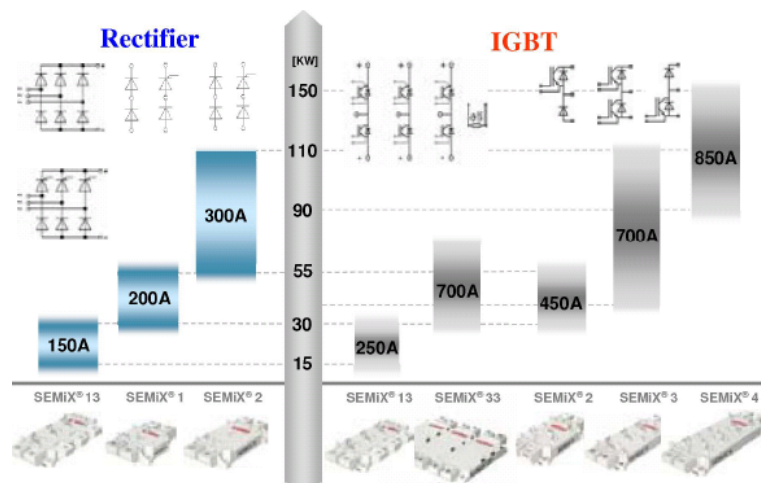 Rectifier
IGBT
[KW]
150
110
90
55
30
15
300A
200A
150A
850A
700A
700A
450A
250A
SEMiX®13
SEMiX®1
SEMiX®2
SEMiX®13
SEMiX®33
SEMiX®2
SEMiX®3
SEMiX®4